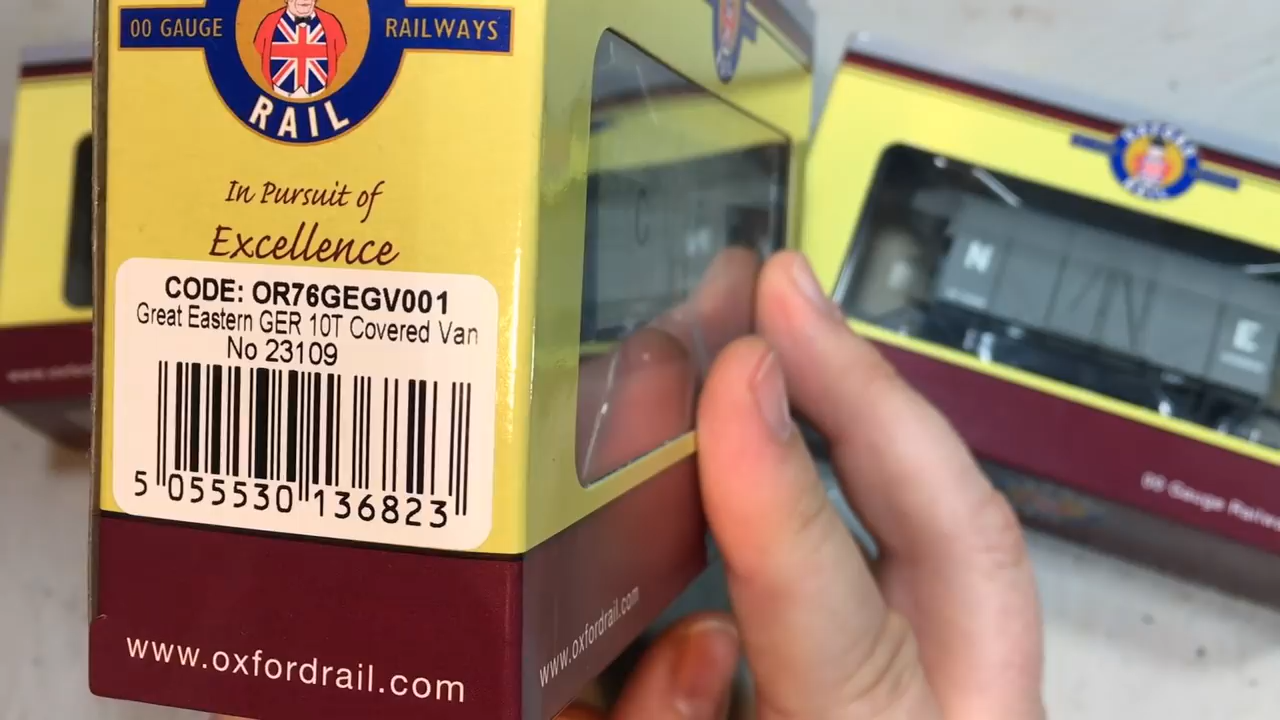 00 GAUGE RAILWAYS
RAIL
In Pursuit of
Excellence
CODE: OR76GEGV001
Great Eastern GER 10T Covered Van
No 23109
5 055530 136823
www.oxfordrail.com
www.oxfordrail.com
N
E
00 Gauge